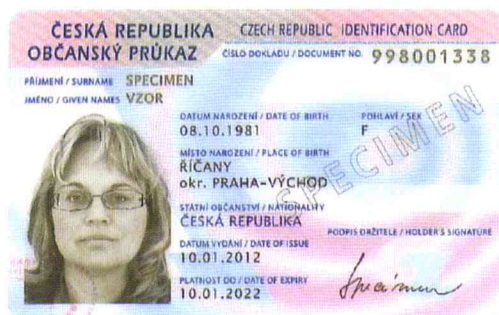 ČESKÁ REPUBLIKA CZECH REPUBLIC IDENTIFICATION CARD
OBČANSKÝ PRŮKAZ ČÍSLO DOKLADU / DOCUMENT NO. 998001338
PŘÍJMENÍ / SURNAME SPECIMEN
JMÉNO / GIVEN NAMES VZOR
DATUM NAROZENÍ / DATE OF BIRTH POHLAVÍ / SEX
08.10.1981 F
MÍSTO NAROZENÍ / PLACE OF BIRTH
ŘÍČANY
okr. PRAHA-VÝCHOD
SPECIMEN
STÁTNÍ OBČANSTVÍ / NATIONALITY
ČESKÁ REPUBLIKA
PODPIS DRŽITELE / HOLDER'S SIGNATURE
DATUM VYDÁNÍ / DATE OF ISSUE
10.01.2012
PLATNOST DO / DATE OF EXPIRY
10.01.2022 Specimen